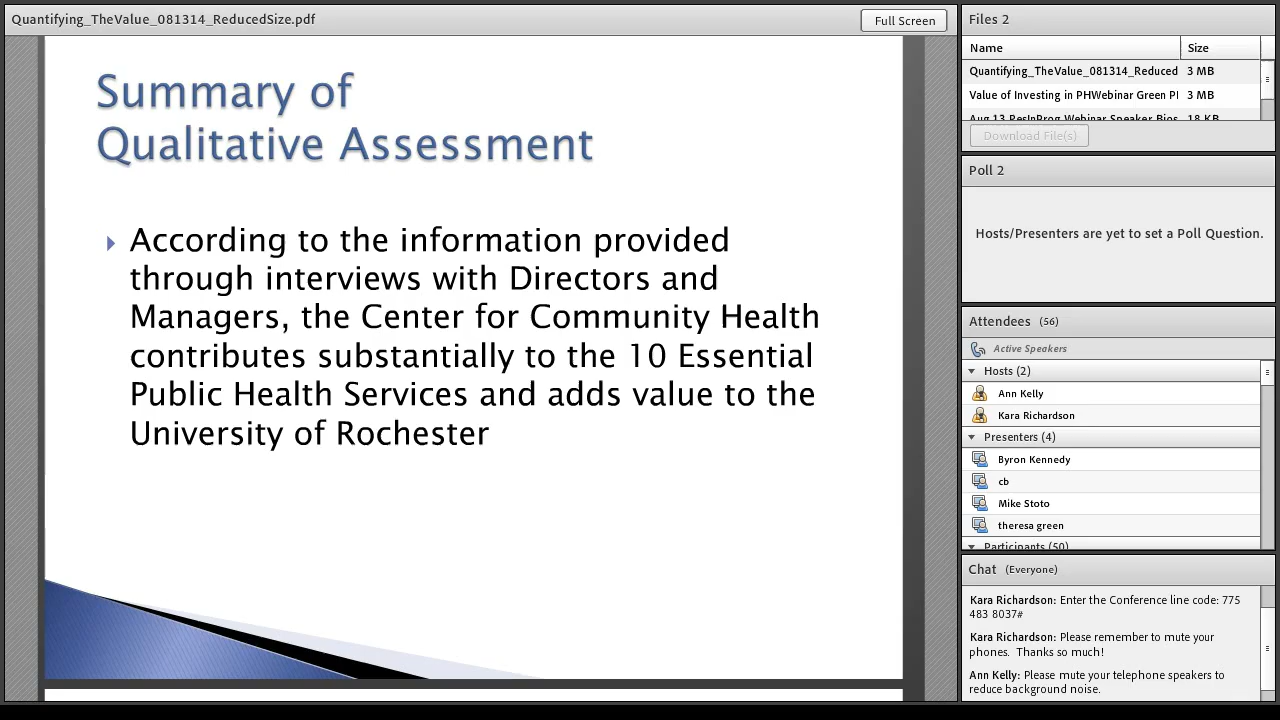 Quantifying_TheValue_081314_ReducedSize.pdf
Full Screen
Summary of
Qualitative Assessment
According to the information provided
through interviews with Directors and
Managers, the Center for Community Health
contributes substantially to the 10 Essential
Public Health Services and adds value to the
University of Rochester
Files 2
Name Size
Quantifying_TheValue_081314_Reduced 3 MB
Value of Investing in PHWebinar Green Pl 3 MB
Aug 13 ResInProg Webinar Speaker Bios 18 KB
Download File(s)
Poll 2
Hosts/Presenters are yet to set a Poll Question.
Attendees (56)
Active Speakers
Hosts (2)
Ann Kelly
Kara Richardson
Presenters (4)
Byron Kennedy
cb
Mike Stoto
theresa green
Participants (50)
Chat (Everyone)
Kara Richardson: Enter the Conference line code: 775
483 8037#
Kara Richardson: Please remember to mute your
phones. Thanks so much!
Ann Kelly: Please mute your telephone speakers to
reduce background noise.